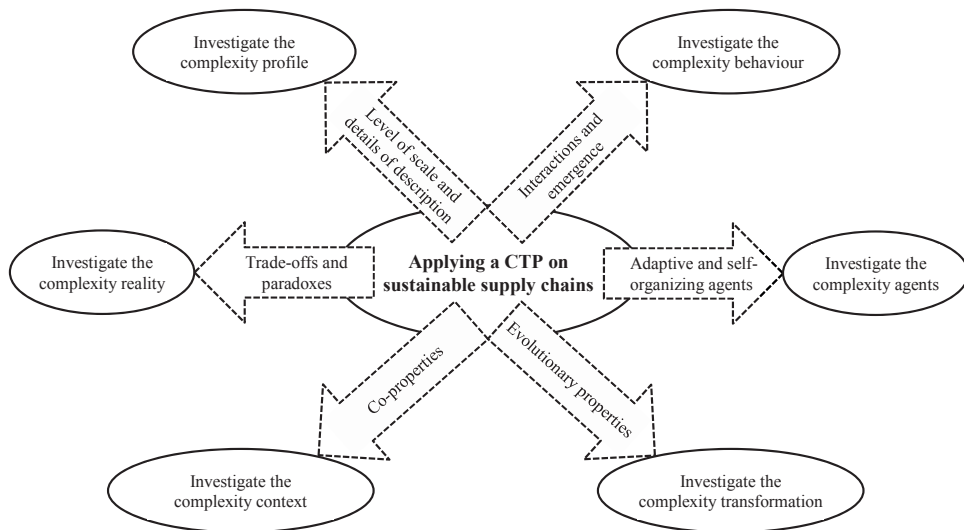 Investigate the
complexity profile
Investigate the
complexity behaviour
Level of scale and
details of description
Interactions and
emergence
Investigate the
complexity reality
Trade-offs and
paradoxes
Applying a CTP on
sustainable supply chains
Adaptive and self-
organizing agents
Investigate the
complexity agents
Co-properties
Evolutionary properties
Investigate the
complexity context
Investigate the
complexity transformation